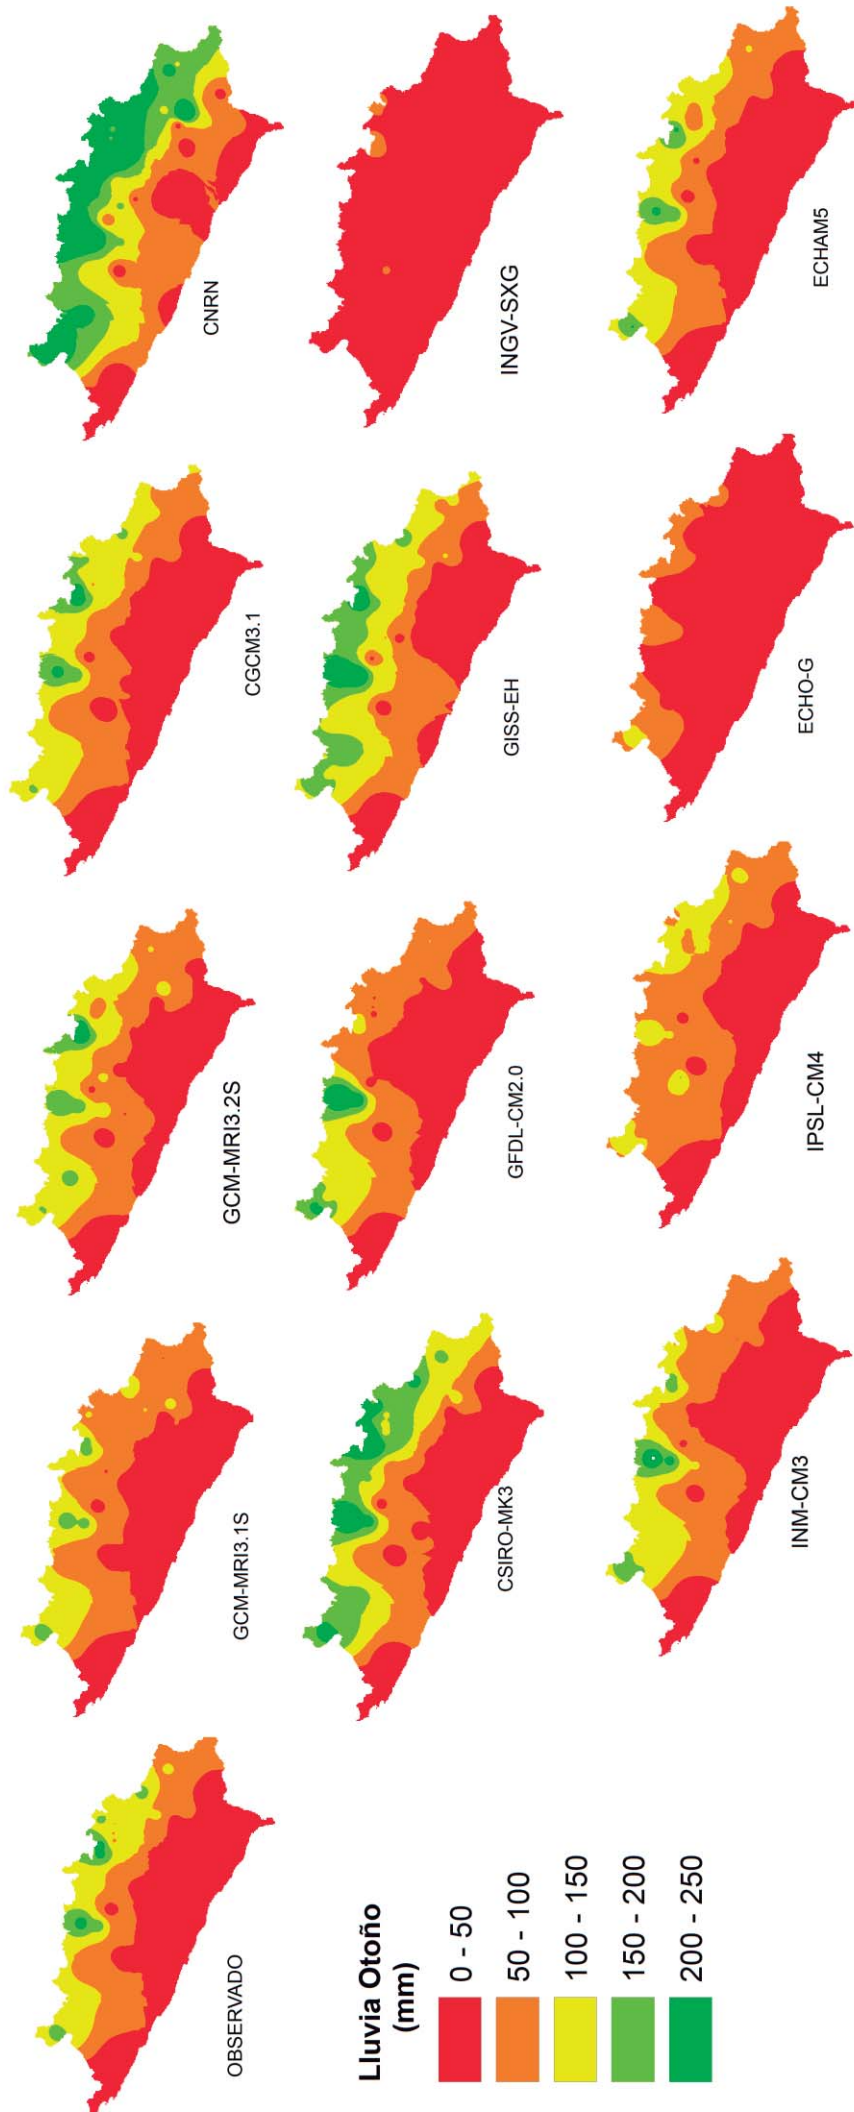 OBSERVADO
GCM-MRI3.1S
GCM-MRI3.2S
CGCM3.1
CNRN
Lluvia Otoño
(mm)
0 - 50
50 - 100
100 - 150
150 - 200
200 - 250
CSIRO-MK3
GFDL-CM2.0
GISS-EH
INGV-SXG
INM-CM3
IPSL-CM4
ECHO-G
ECHAM5